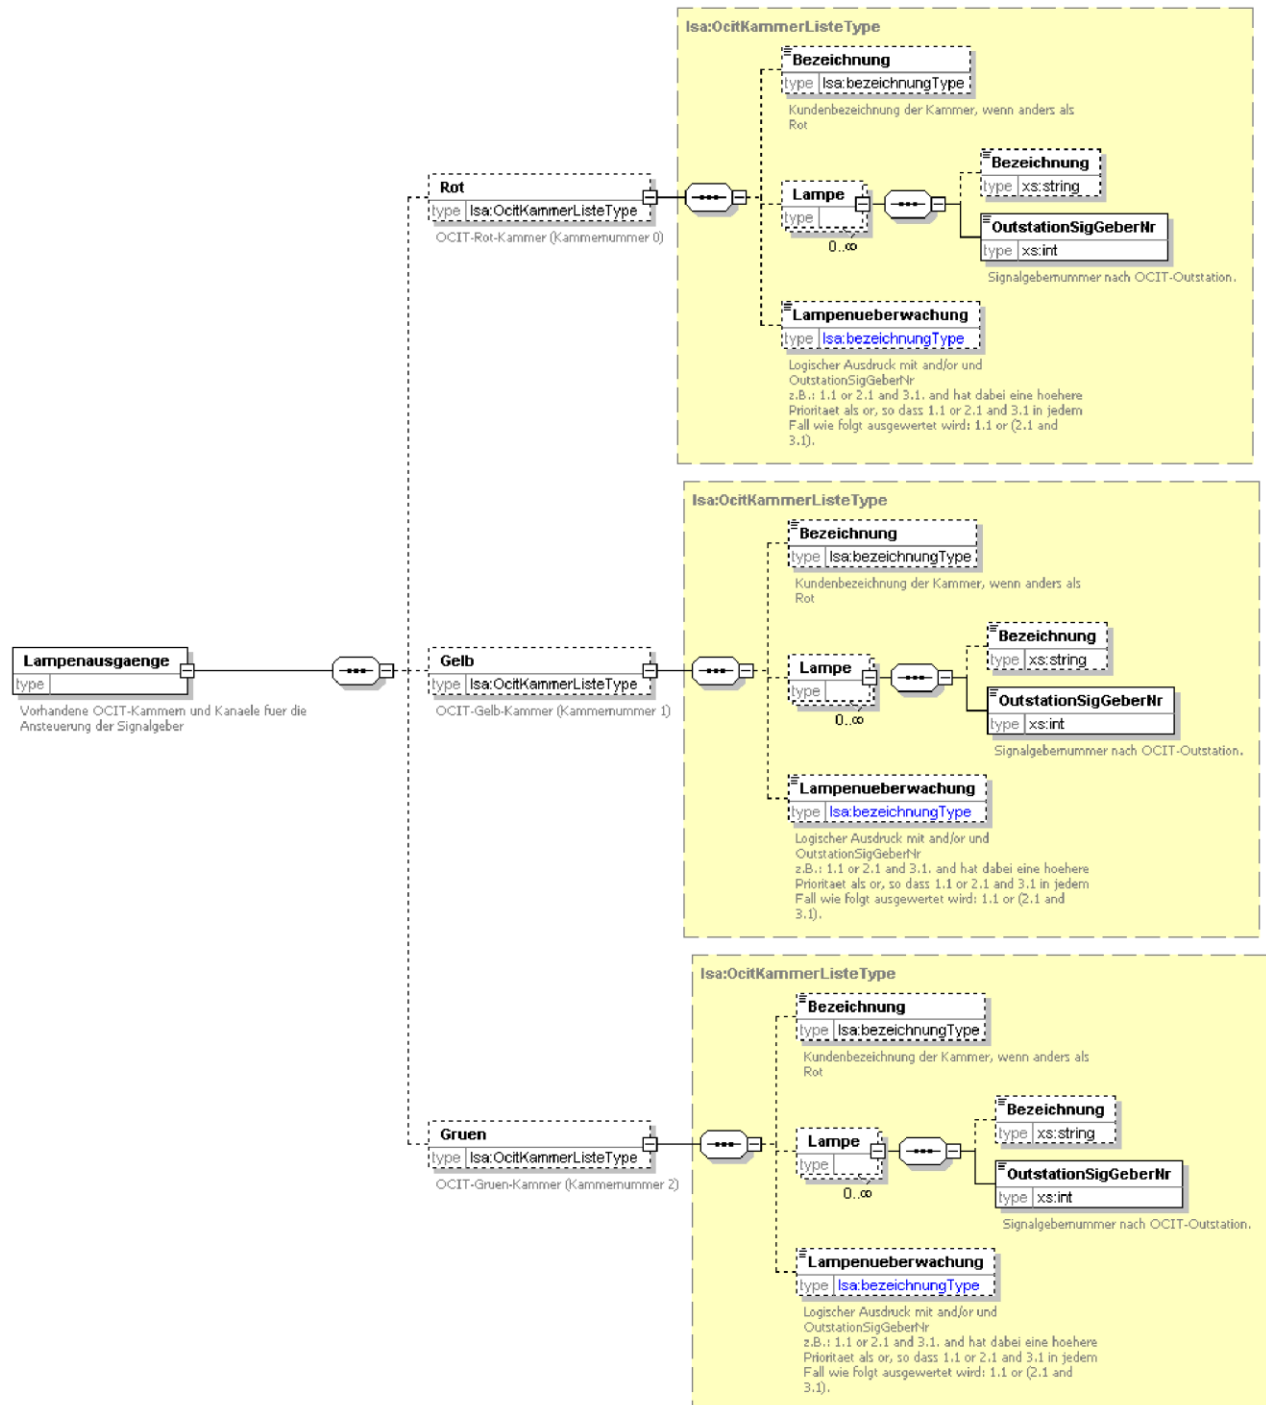 Lampenausgaenge
type
Vorhandene OCIT-Kammern und Kanaele fuer die
Ansteuerung der Signalgeber
Rot
type lsa:OcitKammerListeType
OCIT-Rot-Kammer (Kammernummer 0)
lsa:OcitKammerListeType
Bezeichnung
type lsa:bezeichnungType
Kundenbezeichnung der Kammer, wenn anders als
Rot
Lampe
type
0..∞
Bezeichnung
type xs:string
OutstationSigGeberNr
type xs:int
Signalgebernummer nach OCIT-Outstation.
Lampenueberwachung
type lsa:bezeichnungType
Logischer Ausdruck mit and/or und
OutstationSigGeberNr
z.B.: 1.1 or 2.1 and 3.1. and hat dabei eine hoehere
Prioritaet als or, so dass 1.1 or 2.1 and 3.1 in jedem
Fall wie folgt ausgewertet wird: 1.1 or (2.1 and
3.1).
Gelb
type lsa:OcitKammerListeType
OCIT-Gelb-Kammer (Kammernummer 1)
lsa:OcitKammerListeType
Bezeichnung
type lsa:bezeichnungType
Kundenbezeichnung der Kammer, wenn anders als
Rot
Lampe
type
0..∞
Bezeichnung
type xs:string
OutstationSigGeberNr
type xs:int
Signalgebernummer nach OCIT-Outstation.
Lampenueberwachung
type lsa:bezeichnungType
Logischer Ausdruck mit and/or und
OutstationSigGeberNr
z.B.: 1.1 or 2.1 and 3.1. and hat dabei eine hoehere
Prioritaet als or, so dass 1.1 or 2.1 and 3.1 in jedem
Fall wie folgt ausgewertet wird: 1.1 or (2.1 and
3.1).
Gruen
type lsa:OcitKammerListeType
OCIT-Gruen-Kammer (Kammernummer 2)
lsa:OcitKammerListeType
Bezeichnung
type lsa:bezeichnungType
Kundenbezeichnung der Kammer, wenn anders als
Rot
Lampe
type
0..∞
Bezeichnung
type xs:string
OutstationSigGeberNr
type xs:int
Signalgebernummer nach OCIT-Outstation.
Lampenueberwachung
type lsa:bezeichnungType
Logischer Ausdruck mit and/or und
OutstationSigGeberNr
z.B.: 1.1 or 2.1 and 3.1. and hat dabei eine hoehere
Prioritaet als or, so dass 1.1 or 2.1 and 3.1 in jedem
Fall wie folgt ausgewertet wird: 1.1 or (2.1 and
3.1).